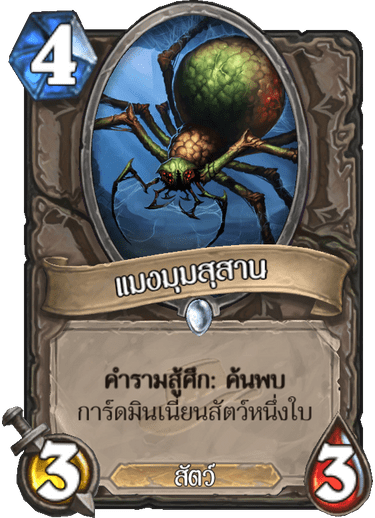 4
แมงมุมสุสาน
คำรามสู้ศึก: ค้นพบ
การ์ดมินเนี่ยนสัตว์หนึ่งใบ
3
สัตว์
3